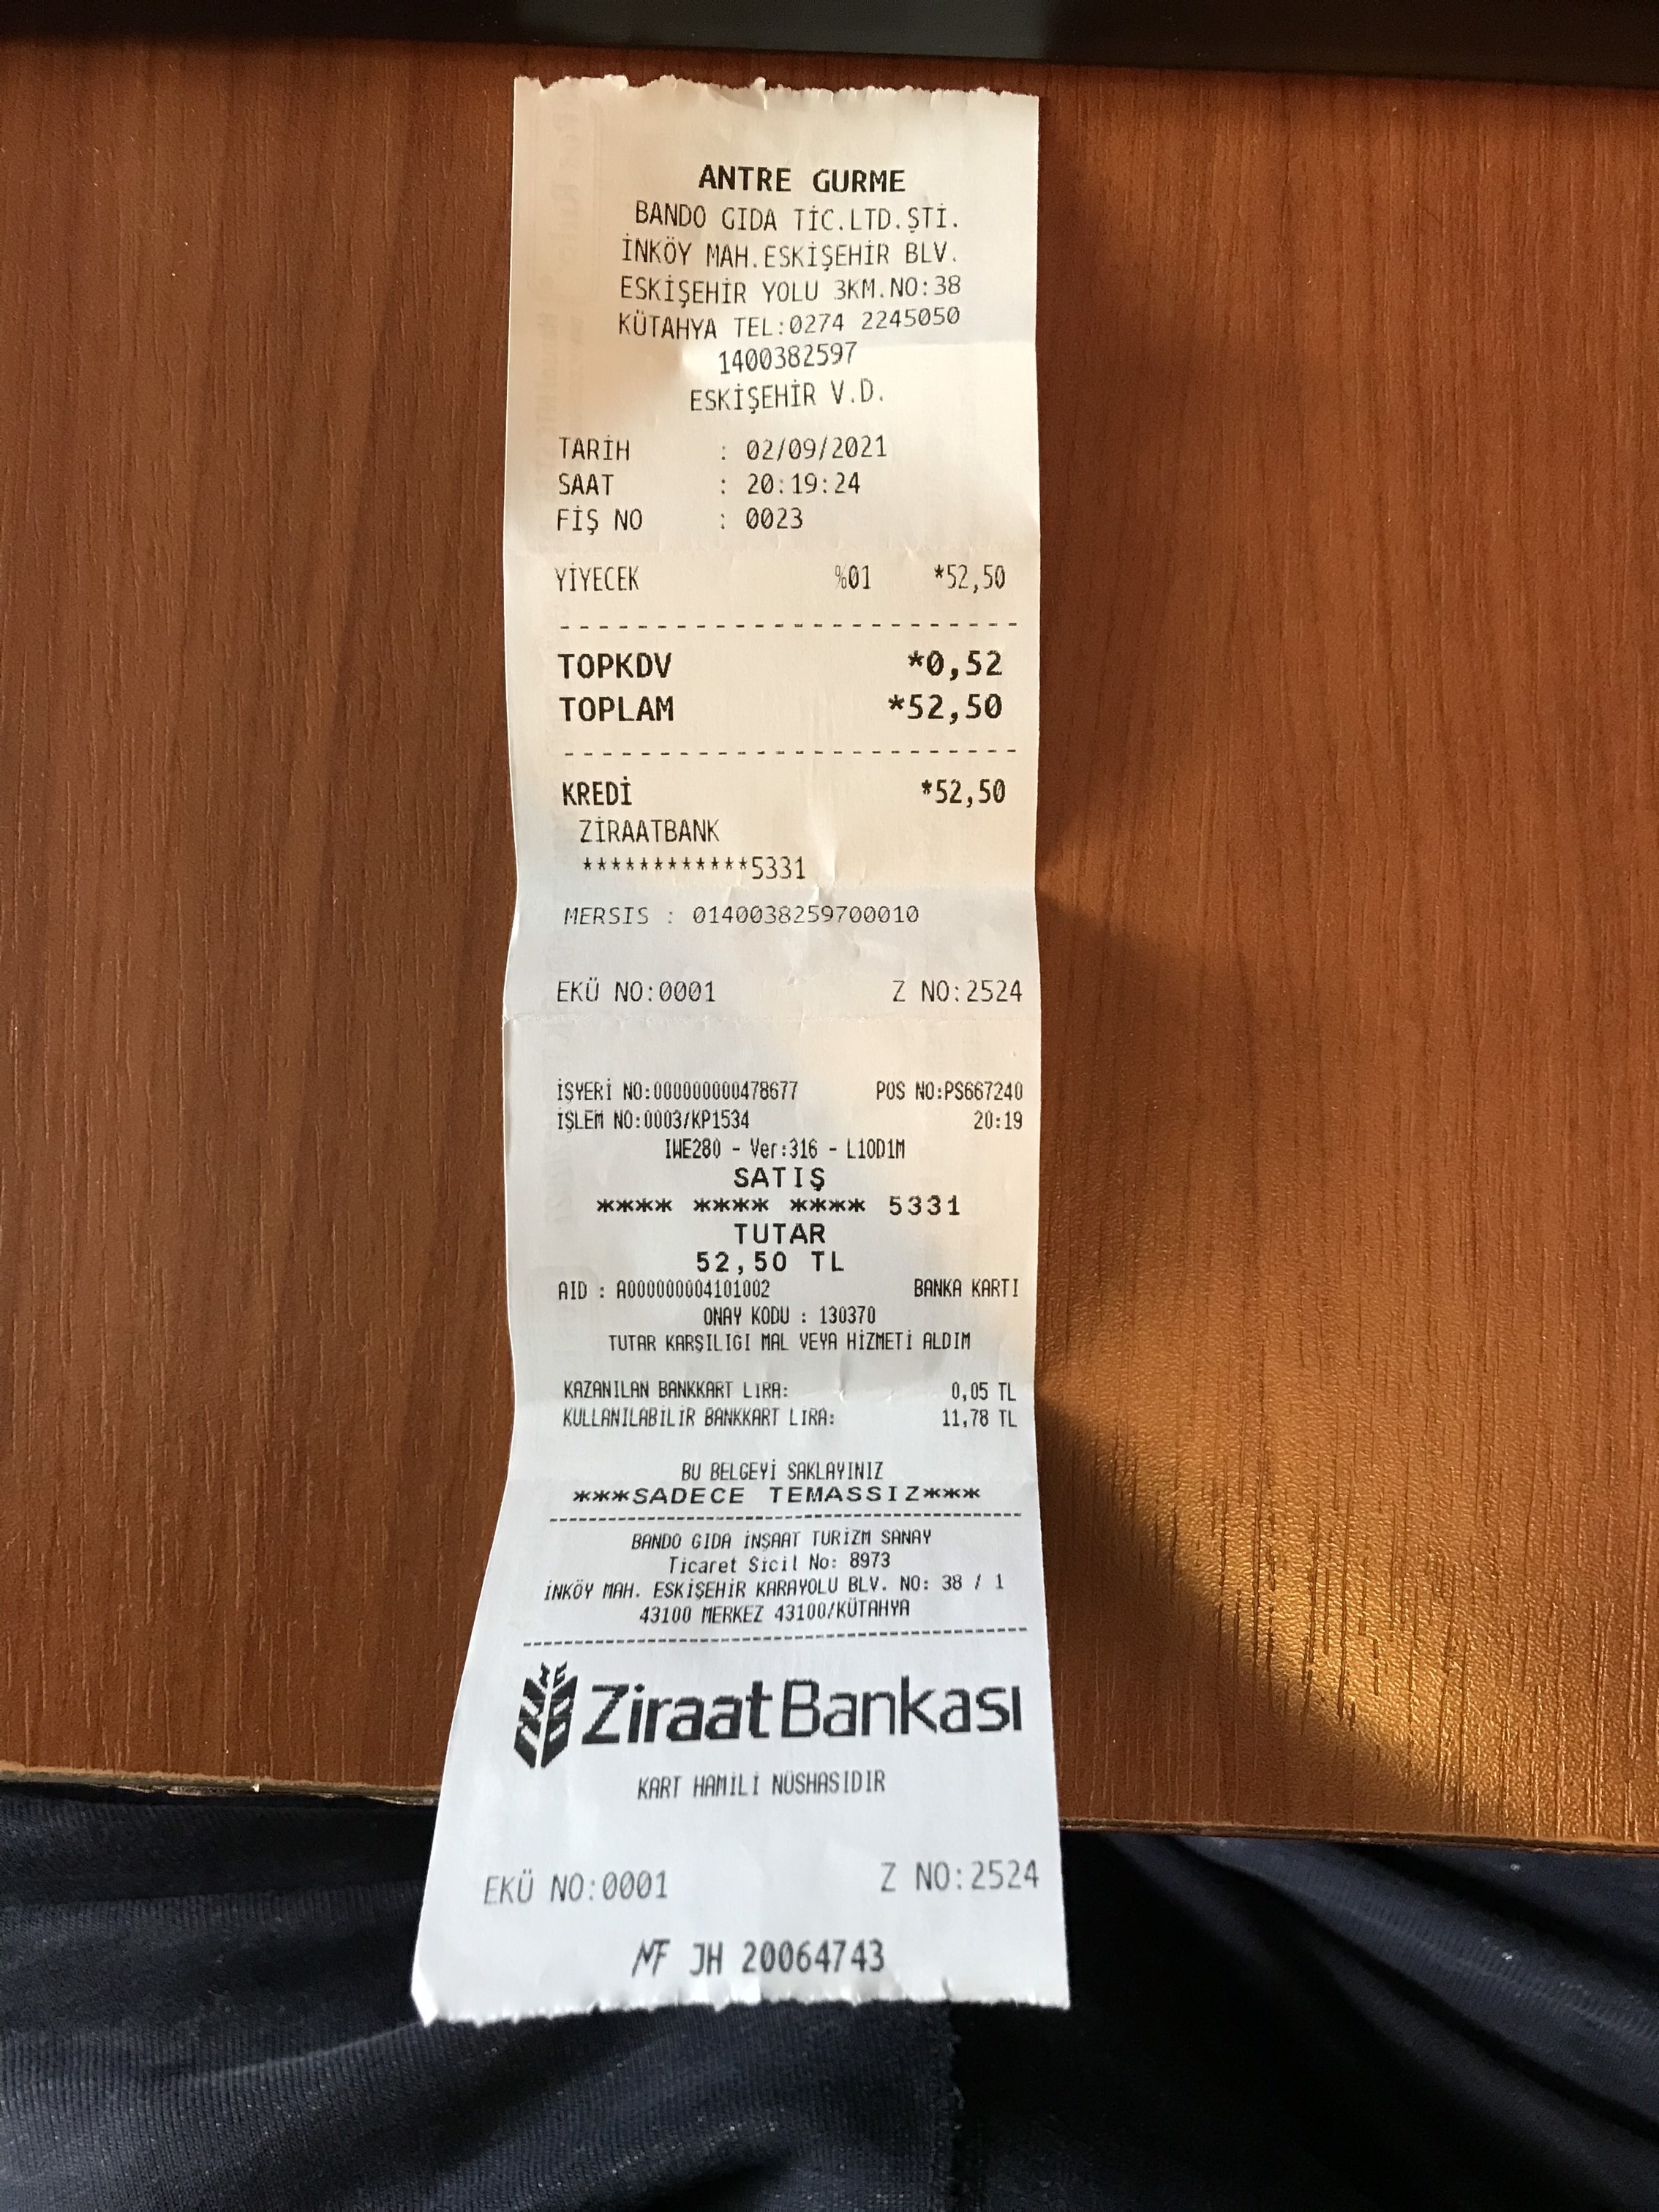 ANTRE GURME
BANDO GIDA TİC.LTD.ŞTİ.
İNKÖY MAH.ESKİŞEHİR BLV.
ESKİŞEHİR YOLU 3KM.NO:38
KÜTAHYA TEL:0274 2245050
1400382597
ESKİŞEHİR V.D.
TARİH : 02/09/2021
SAAT : 20:19:24
FİŞ NO : 0023
YİYECEK %01 *52,50
TOPKDV *0,52
TOPLAM *52,50
KREDİ *52,50
ZİRAATBANK
************5331
MERSIS : 0140038259700010
EKÜ NO:0001 Z NO:2524
İŞYERİ NO:000000000478677 POS NO:PS667240
İŞLEM NO:0003/KP1534 20:19
IWE280 - Ver:316 - L10D1M
SATIŞ
**** **** **** 5331
TUTAR
52,50 TL
AID : A000000004101002 BANKA KARTI
ONAY KODU : 130370
TUTAR KARŞILIĞI MAL VEYA HİZMETİ ALDIM
KAZANILAN BANKKART LIRA: 0,05 TL
KULLANILABİLİR BANKKART LIRA: 11,78 TL
BU BELGEYİ SAKLAYINIZ
***SADECE TEMASSIZ***
BANDO GIDA İNŞAAT TURİZM SANAY
Ticaret Sicil No: 8973
İNKÖY MAH. ESKİŞEHİR KARAYOLU BLV. NO: 38 / 1
43100 MERKEZ 43100/KÜTAHYA
Ziraat Bankası
KART HAMİLİ NÜSHASIDIR
EKÜ NO:0001 Z NO:2524
MF JH 20064743